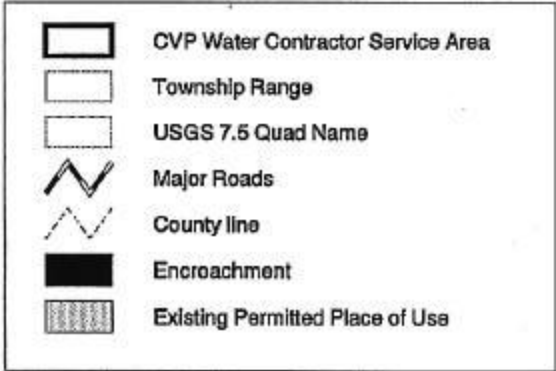 CVP Water Contractor Service Area
Township Range
USGS 7.5 Quad Name
Major Roads
County line
Encroachment
Existing Permitted Place of Use